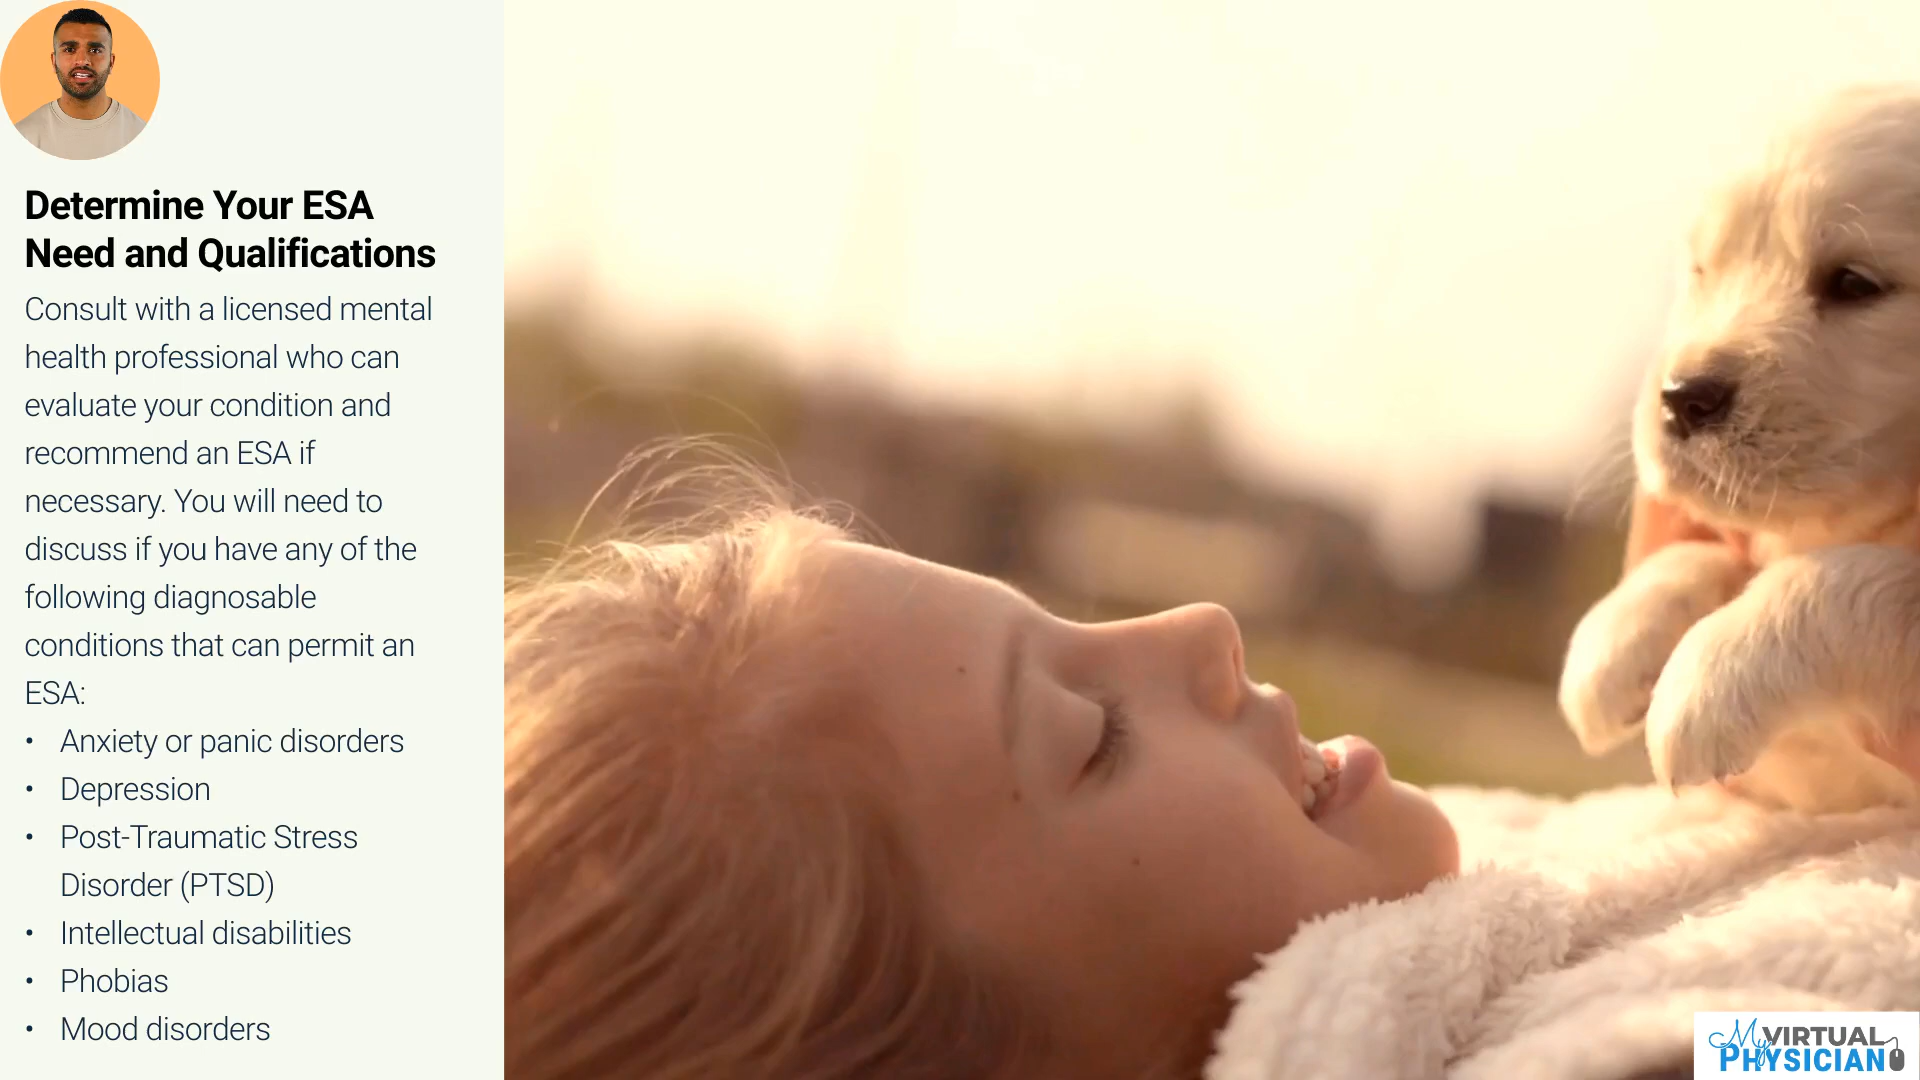 Determine Your ESA
Need and Qualifications
Consult with a licensed mental
health professional who can
evaluate your condition and
recommend an ESA if
necessary. You will need to
discuss if you have any of the
following diagnosable
conditions that can permit an
ESA:
• Anxiety or panic disorders
• Depression
• Post-Traumatic Stress
Disorder (PTSD)
• Intellectual disabilities
• Phobias
• Mood disorders
My VIRTUAL
PHYSICIAN